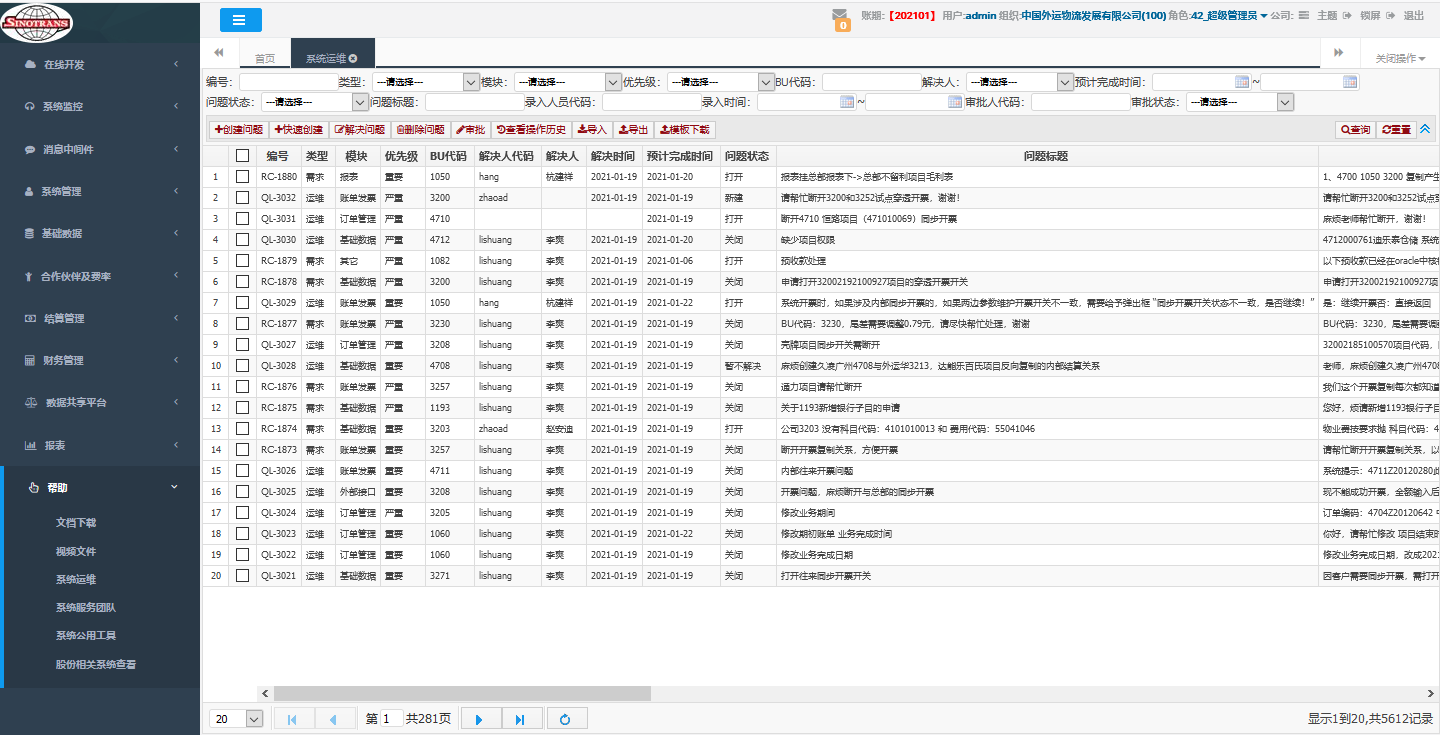 SINOTRANS
0
账期:【202101】用户:admin 组织:中国外运物流发展有限公司(100) 角色:42_超级管理员 公司: 主题 锁屏 退出
首页 系统运维 关闭操作
在线开发
系统监控
消息中间件
系统管理
基础数据
合作伙伴及费率
结算管理
财务管理
数据共享平台
报表
帮助
文档下载
视频文件
系统运维
系统服务团队
系统公用工具
股份相关系统查看
编号: 类型: ---请选择--- 模块: ---请选择--- 优先级: ---请选择--- BU代码: 解决人: ---请选择--- 预计完成时间: ~
问题状态: ---请选择--- 问题标题: 录入人员代码: 录入时间: ~ 审批人代码: 审批状态: ---请选择---
创建问题 快速创建 解决问题 删除问题 审批 查看操作历史 导入 导出 模板下载 查询 重置
编号 类型 模块 优先级 BU代码 解决人代码 解决人 解决时间 预计完成时间 问题状态 问题标题
1 RC-1880 需求 报表 重要 1050 hang 杭建祥 2021-01-19 2021-01-20 打开 报表挂总部报表下->总部不留利项目毛利表 1、4700 1050 3200 复制产生
2 QL-3032 运维 账单发票 严重 3200 zhaoad 2021-01-19 2021-01-19 新建 请帮忙断开3200和3252试点穿透开票，谢谢！ 请帮忙断开3200和3252试点
3 QL-3031 运维 订单管理 严重 4710 2021-01-19 打开 断开4710 恒路项目（471010069）同步开票 麻烦老师帮忙断开，谢谢！
4 QL-3030 运维 基础数据 严重 4712 lishuang 李爽 2021-01-19 2021-01-20 关闭 缺少项目权限 4712000761迪乐泰仓储 系统
5 RC-1879 需求 其它 严重 1082 lishuang 李爽 2021-01-19 2021-01-06 打开 预收款处理 以下预收款已经在oracle中核
6 RC-1878 需求 基础数据 严重 3200 lishuang 李爽 2021-01-19 2021-01-19 关闭 申请打开32002192100927项目的穿透开票开关 申请打开32002192100927项
7 QL-3029 运维 账单发票 重要 1050 hang 杭建祥 2021-01-19 2021-01-22 打开 系统开票时，如果涉及内部同步开票的，如果两边参数维护开票开关不一致，需要给予弹出框 “同步开票开关状态不一致，是否继续！” 是：继续开票否：直接返回
8 RC-1877 需求 账单发票 严重 3230 lishuang 李爽 2021-01-19 2021-01-19 关闭 BU代码：3230，尾差需要调整0.79元，请尽快帮忙处理，谢谢 BU代码：3230，尾差需要调
9 QL-3027 运维 订单管理 严重 3208 lishuang 李爽 2021-01-19 2021-01-19 关闭 壳牌项目同步开关需断开 32002185100570项目代码，
10 QL-3028 运维 基础数据 重要 4708 lishuang 李爽 2021-01-19 2021-01-19 暂不解决 麻烦创建久凌广州4708与外运华3213，达能乐百氏项目反向复制的内部结算关系 老师，麻烦创建久凌广州4708
11 RC-1876 需求 账单发票 严重 3257 lishuang 李爽 2021-01-19 2021-01-19 关闭 通力项目请帮忙断开 我们这个开票复制每次都知道
12 RC-1875 需求 基础数据 严重 1193 lishuang 李爽 2021-01-19 2021-01-19 关闭 关于1193新增银行子目的申请 您好，烦请新增1193银行子目
13 RC-1874 需求 基础数据 重要 3203 zhaoad 赵安迪 2021-01-19 2021-01-19 打开 公司3203 没有科目代码：4101010013 和 费用代码：55041046 物业费按要求抛 科目代码：4
14 RC-1873 需求 账单发票 重要 3257 lishuang 李爽 2021-01-19 2021-01-19 关闭 断开开票复制关系，方便开票 请帮忙断开开票复制关系，以
15 QL-3026 运维 账单发票 重要 4711 lishuang 李爽 2021-01-19 2021-01-19 关闭 内部往来开票问题 系统提示：4711Z20120280此
16 QL-3025 运维 外部接口 重要 3208 lishuang 李爽 2021-01-19 2021-01-19 关闭 开票问题，麻烦断开与总部的同步开票 现不能成功开票，全额输入后
17 QL-3024 运维 订单管理 严重 3205 lishuang 李爽 2021-01-19 2021-01-19 关闭 修改业务期间 订单编码：4704Z20120642
18 QL-3023 运维 订单管理 重要 1060 lishuang 李爽 2021-01-19 2021-01-22 关闭 修改期初账单 业务完成时间 你好，请帮忙修改 项目结束时
19 QL-3022 运维 订单管理 重要 1060 lishuang 李爽 2021-01-19 2021-01-19 关闭 修改业务完成日期 修改业务完成日期，改成2021
20 QL-3021 运维 基础数据 重要 3271 lishuang 李爽 2021-01-19 2021-01-19 关闭 打开往来同步开票开关 因客户需要同步开票，需打开
20 第 1 共281页 显示1到20,共5612记录